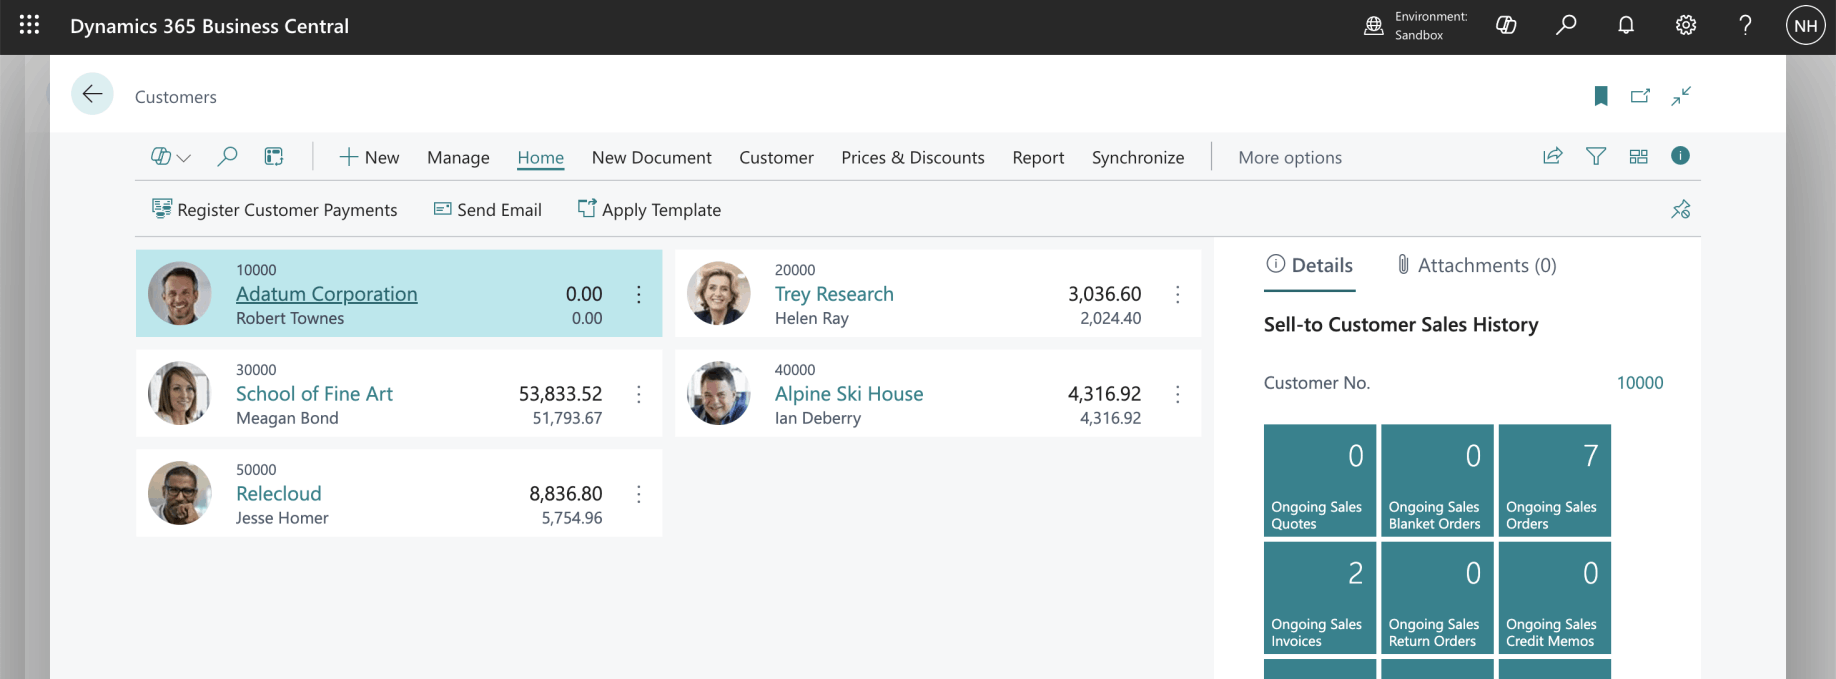 Dynamics 365 Business Central
Environment:
Sandbox
NH
Customers
New
Manage
Home
New Document
Customer
Prices & Discounts
Report
Synchronize
More options
Register Customer Payments
Send Email
Apply Template
10000
Adatum Corporation
0.00
Robert Townes
0.00
20000
Trey Research
3,036.60
Helen Ray
2,024.40
30000
School of Fine Art
53,833.52
Meagan Bond
51,793.67
40000
Alpine Ski House
4,316.92
Ian Deberry
4,316.92
50000
Relecloud
8,836.80
Jesse Homer
5,754.96
Details
Attachments (0)
Sell-to Customer Sales History
Customer No.
10000
0
Ongoing Sales
Quotes
0
Ongoing Sales
Blanket Orders
7
Ongoing Sales
Orders
2
Ongoing Sales
Invoices
0
Ongoing Sales
Return Orders
0
Ongoing Sales
Credit Memos